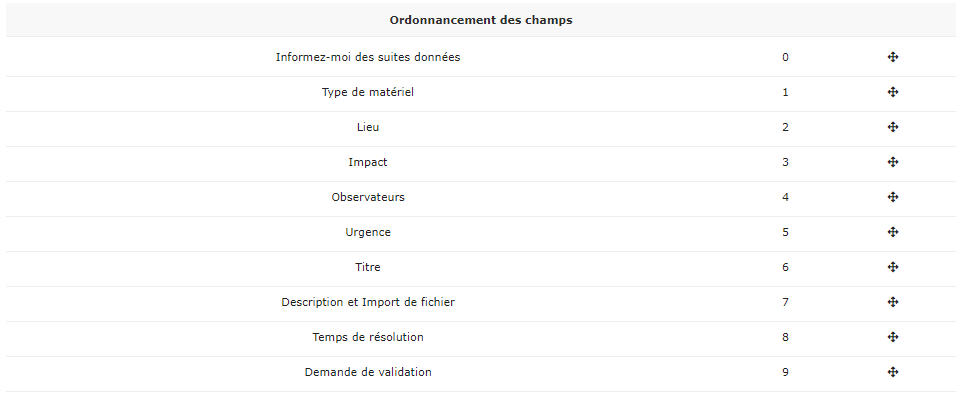 Ordonnancement des champs
Informez-moi des suites données 0
Type de matériel 1
Lieu 2
Impact 3
Observateurs 4
Urgence 5
Titre 6
Description et Import de fichier 7
Temps de résolution 8
Demande de validation 9